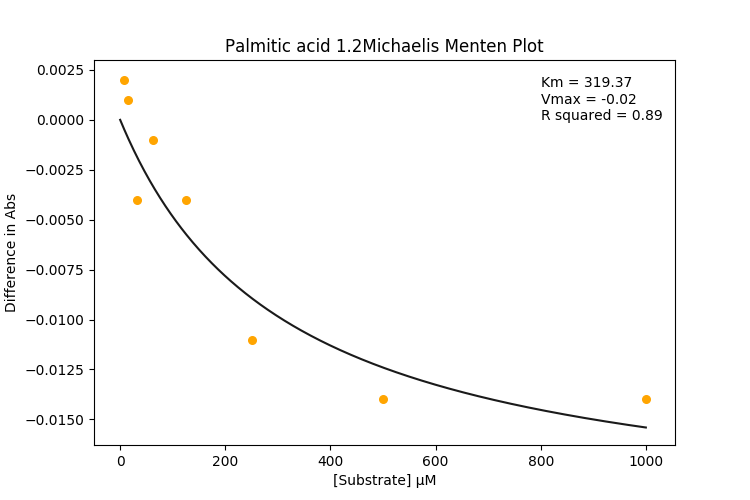 Palmitic acid 1.2Michaelis Menten Plot
Km = 319.37
Vmax = -0.02
R squared = 0.89
Difference in Abs
0.0025
0.0000
−0.0025
−0.0050
−0.0075
−0.0100
−0.0125
−0.0150
0 200 400 600 800 1000
[Substrate] μM